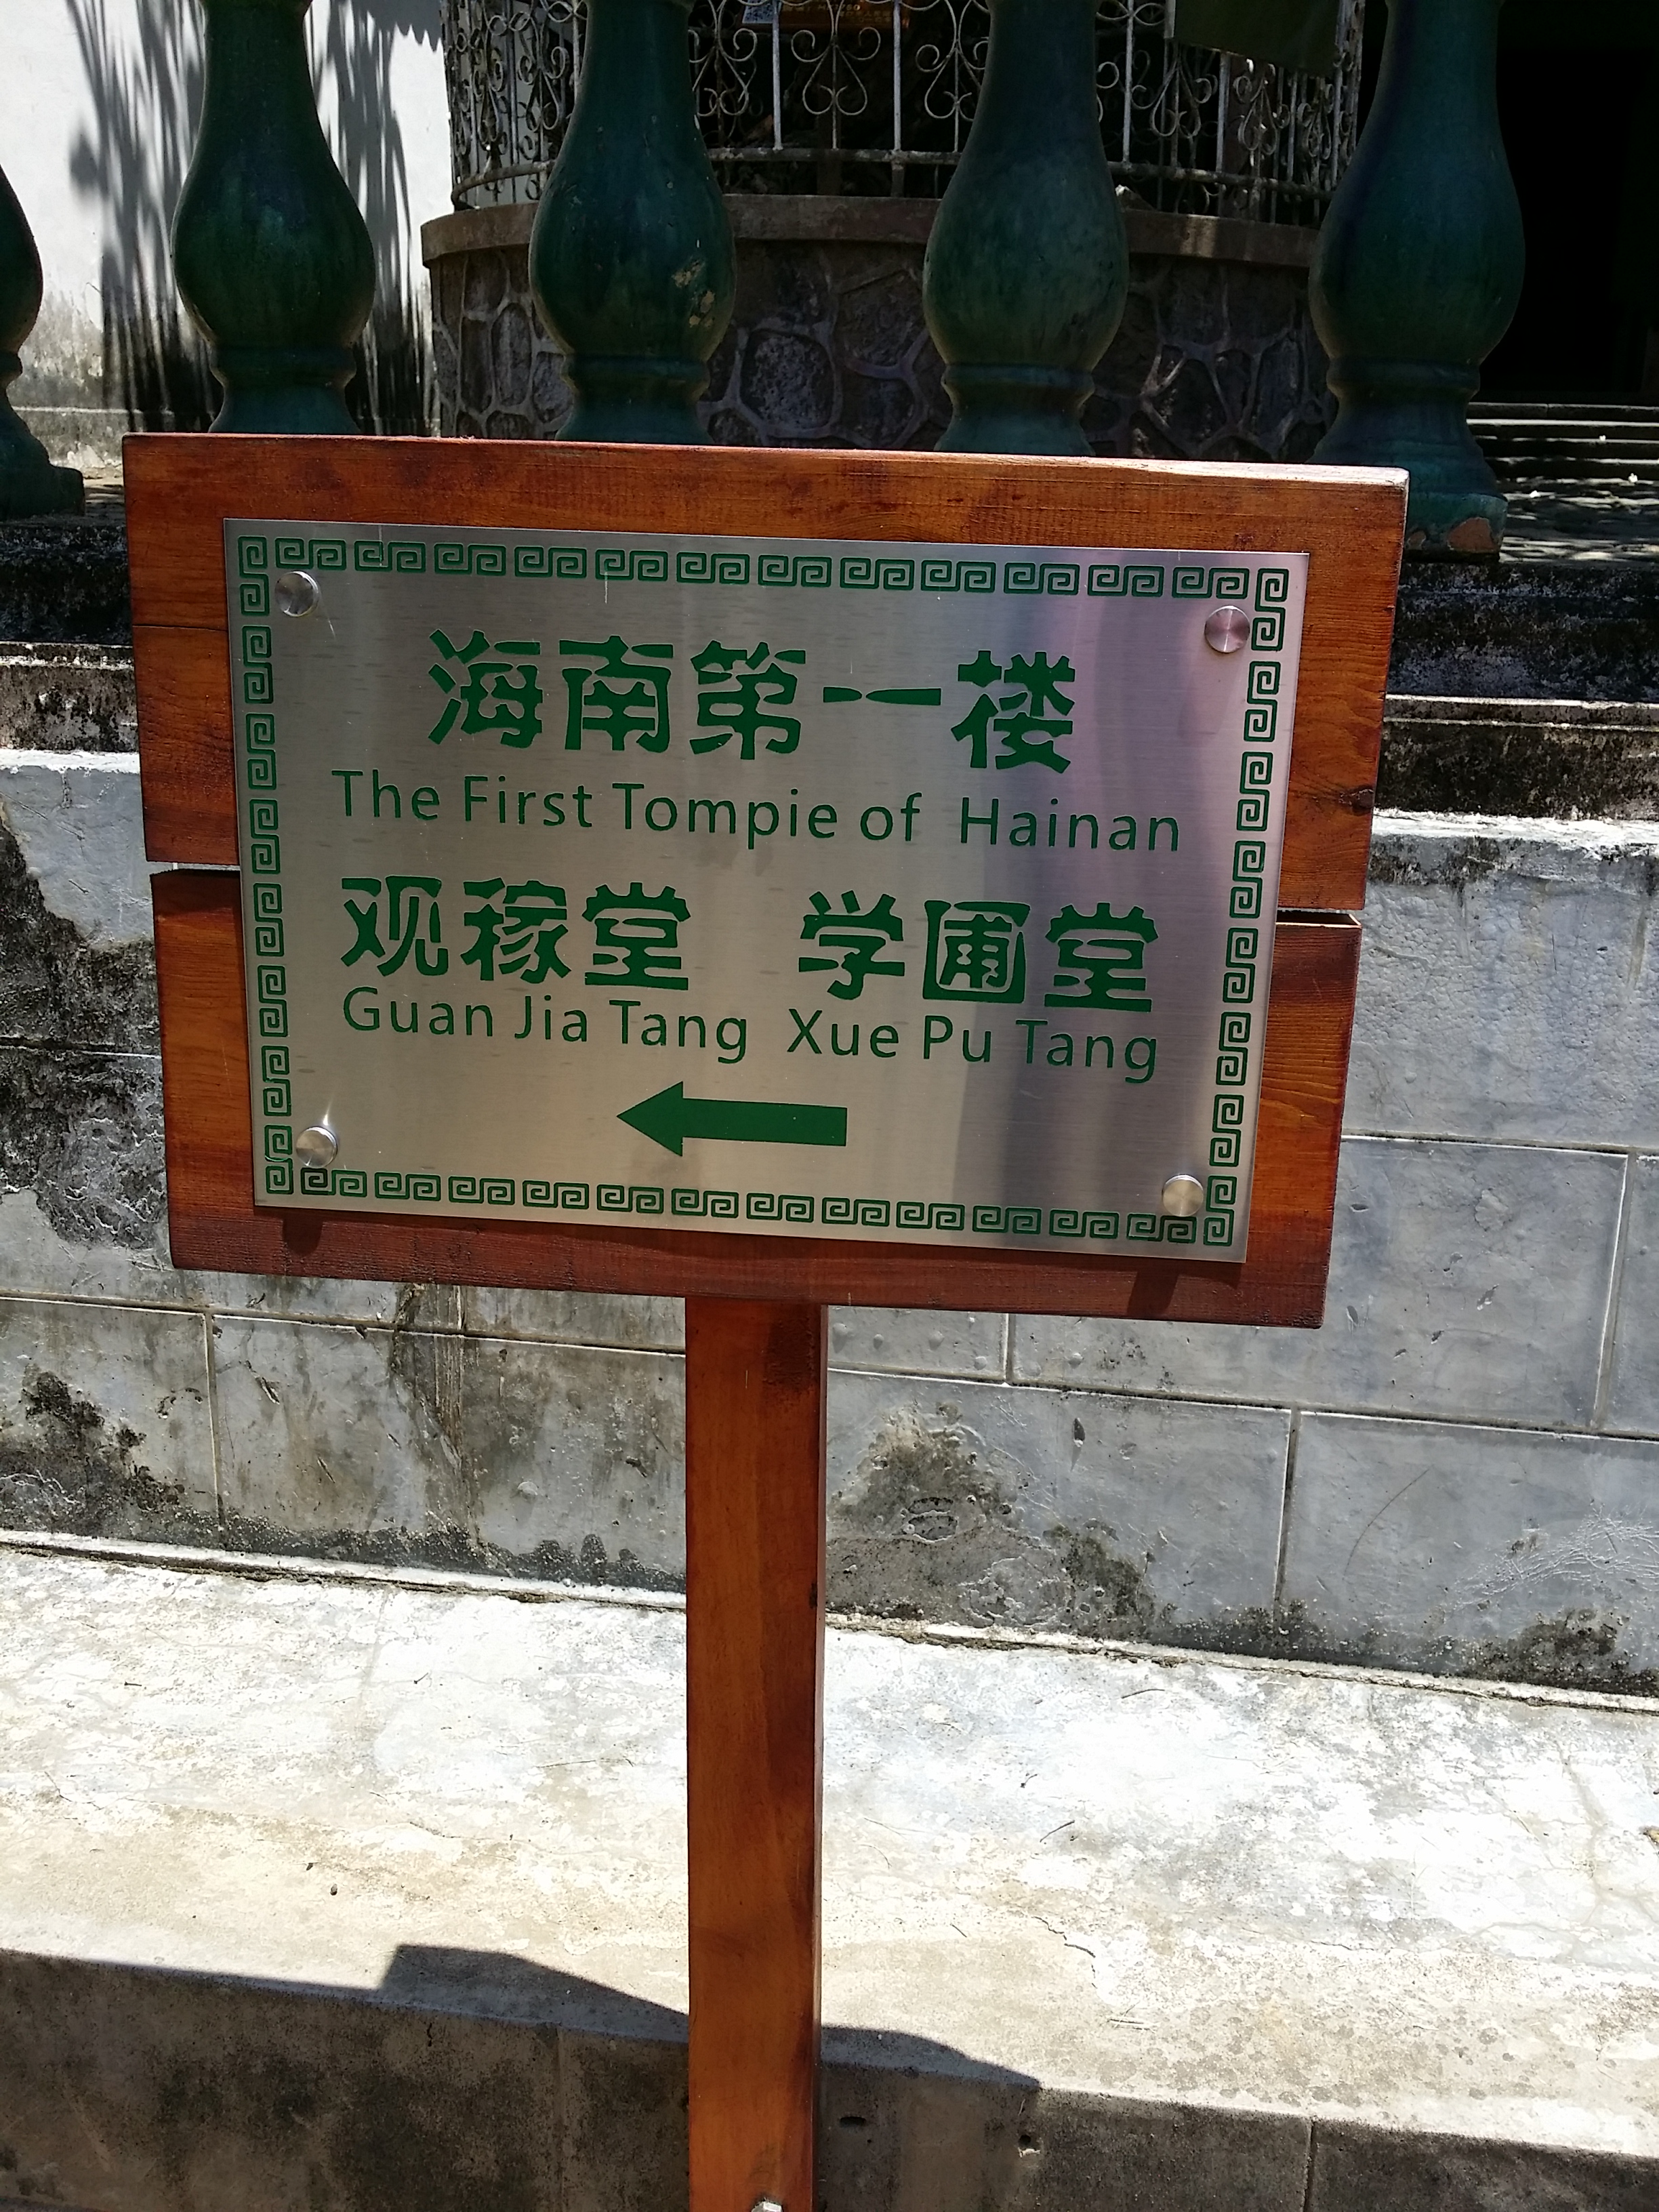 海南第一楼
The First Tompie of Hainan
观稼堂 学圃堂
Guan Jia Tang Xue Pu Tang